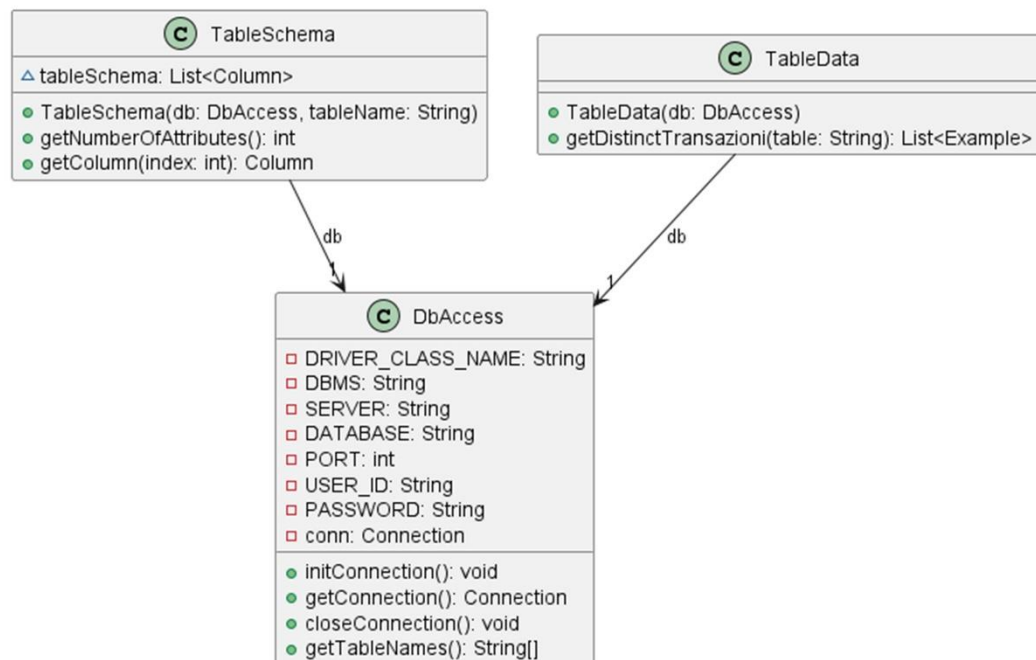 C TableSchema
tableSchema: List<Column>
TableSchema(db: DbAccess, tableName: String)
getNumberOfAttributes(): int
getColumn(index: int): Column
C TableData
TableData(db: DbAccess)
getDistinctTransazioni(table: String): List<Example>
db
1
db
1
C DbAccess
DRIVER_CLASS_NAME: String
DBMS: String
SERVER: String
DATABASE: String
PORT: int
USER_ID: String
PASSWORD: String
conn: Connection
initConnection(): void
getConnection(): Connection
closeConnection(): void
getTableNames(): String[]